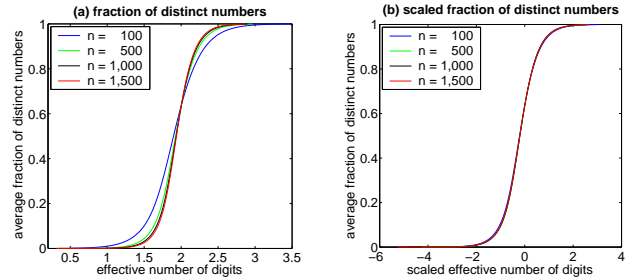 (a) fraction of distinct numbers
n = 100
n = 500
n = 1,000
n = 1,500
average fraction of distinct numbers
1
0.8
0.6
0.4
0.2
0
0.5 1 1.5 2 2.5 3 3.5
effective number of digits
(b) scaled fraction of distinct numbers
n = 100
n = 500
n = 1,000
n = 1,500
average fraction of distinct numbers
1
0.8
0.6
0.4
0.2
0
−6 −4 −2 0 2 4
scaled effective number of digits